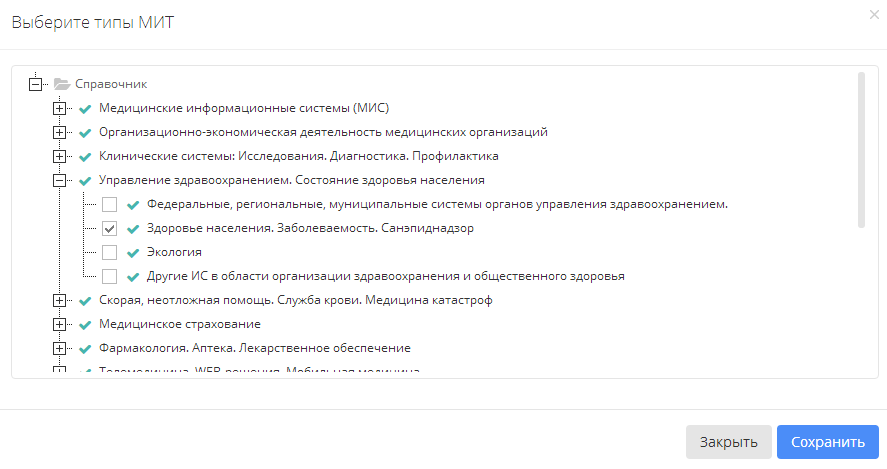 Выберите типы МИТ
Справочник
Медицинские информационные системы (МИС)
Организационно-экономическая деятельность медицинских организаций
Клинические системы: Исследования. Диагностика. Профилактика
Управление здравоохранением. Состояние здоровья населения
Федеральные, региональные, муниципальные системы органов управления здравоохранением.
Здоровье населения. Заболеваемость. Санэпиднадзор
Экология
Другие ИС в области организации здравоохранения и общественного здоровья
Скорая, неотложная помощь. Служба крови. Медицина катастроф
Медицинское страхование
Фармакология. Аптека. Лекарственное обеспечение
Телемедицина. WEB-решения. Мобильная медицина
Закрыть
Сохранить